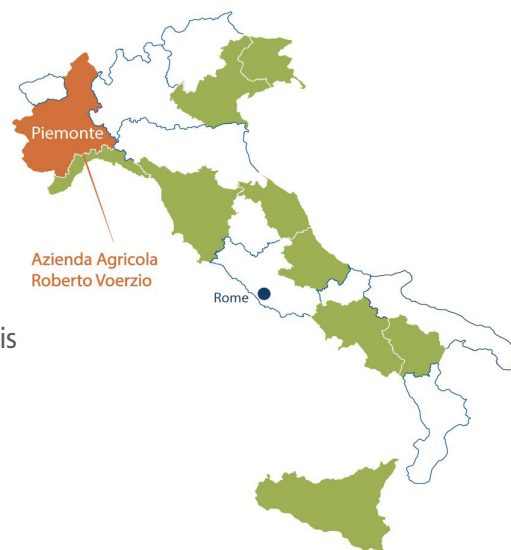 Piemonte
Azienda Agricola
Roberto Voerzio
Rome
is